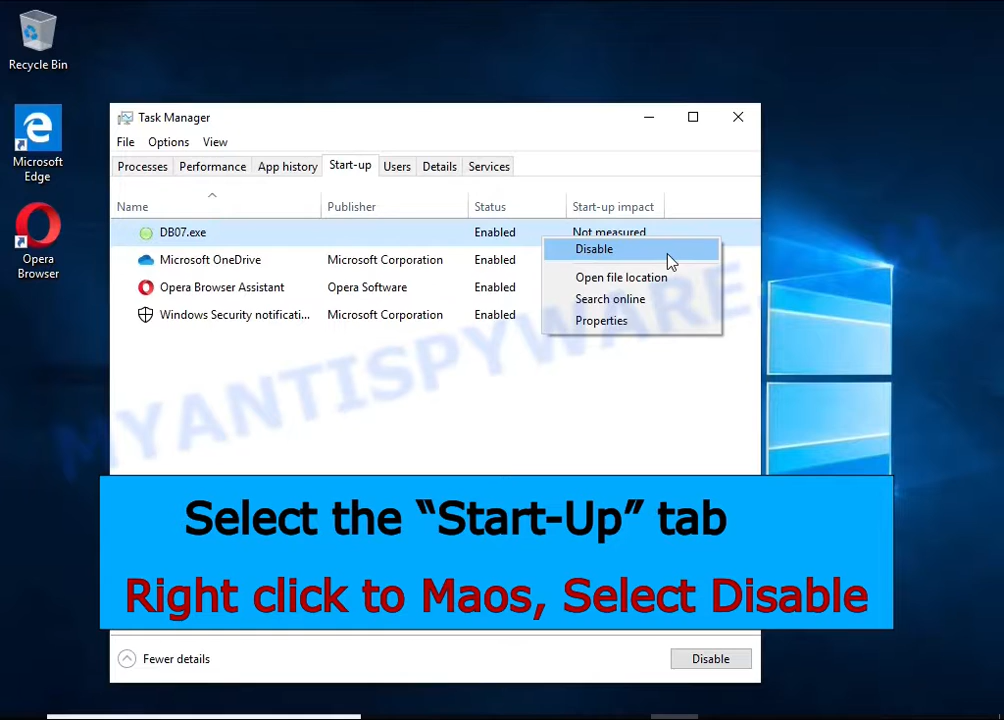 Recycle Bin
Microsoft
Edge
Opera
Browser
Task Manager
File Options View
Processes Performance App history Start-up Users Details Services
Name Publisher Status Start-up impact
DB07.exe Enabled Not measured
Disable
Microsoft OneDrive Microsoft Corporation Enabled
Open file location
Opera Browser Assistant Opera Software Enabled
Search online
Windows Security notificati... Microsoft Corporation Enabled
Properties
MYANTISPYWARE
Select the “Start-Up” tab
Right click to Maos, Select Disable
Fewer details Disable